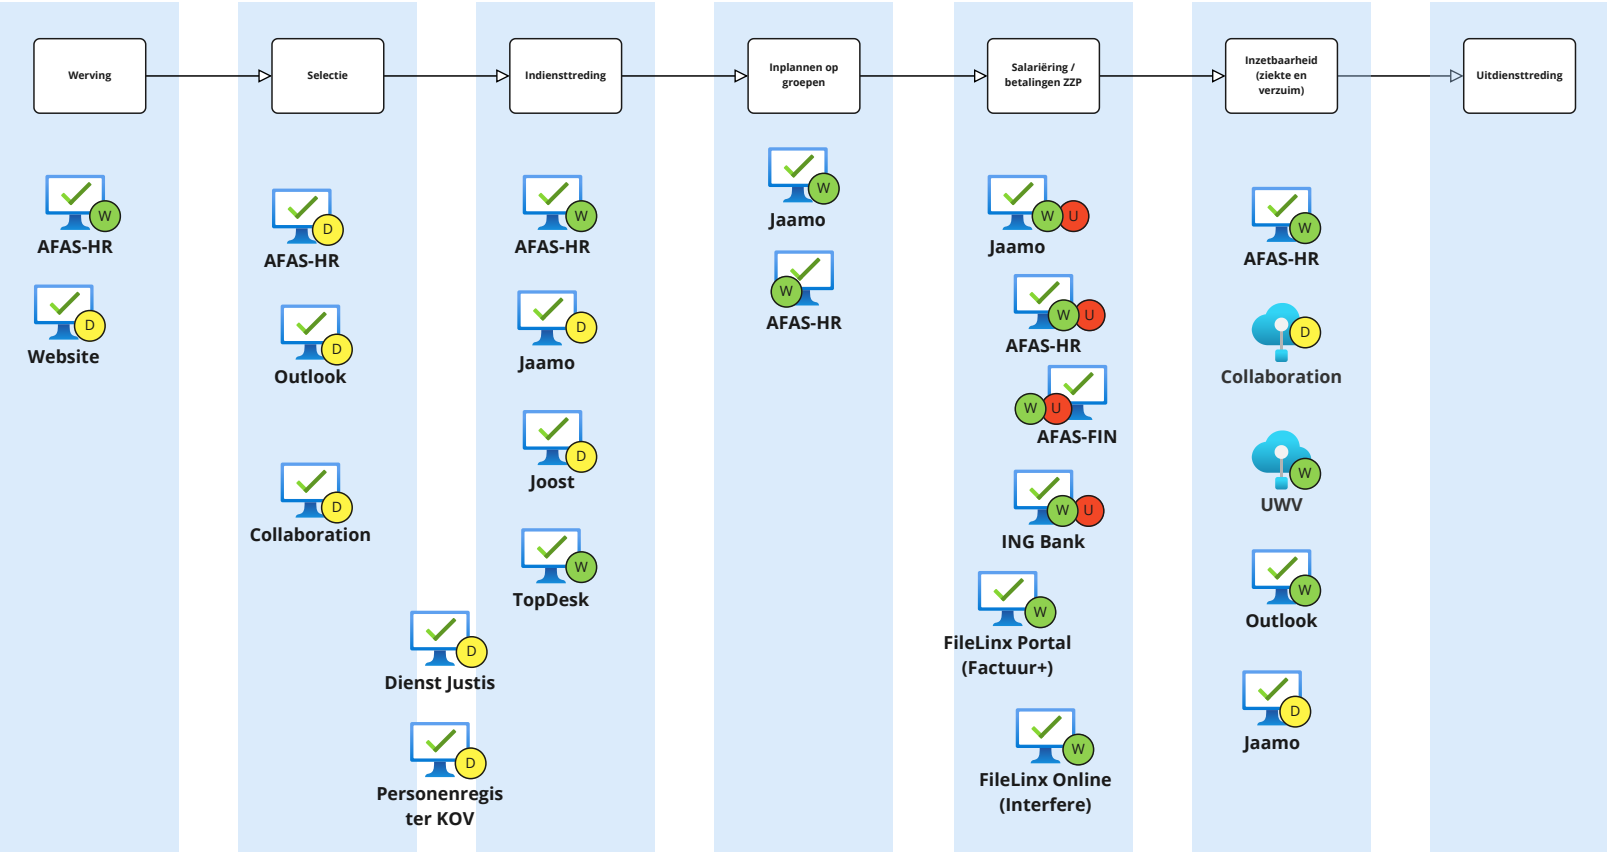 Werving
Selectie
Indiensttreding
Inplannen op
groepen
Salariëring /
betalingen ZZP
Inzetbaarheid
(ziekte en
verzuim)
Uitdiensttreding
W
AFAS-HR
D
Website
D
AFAS-HR
D
Outlook
D
Collaboration
D
Dienst Justis
D
Personenregis
ter KOV
W
AFAS-HR
D
Jaamo
D
Joost
W
TopDesk
W
Jaamo
W
AFAS-HR
W U
Jaamo
W U
AFAS-HR
W U
AFAS-FIN
W U
ING Bank
W
FileLinx Portal
(Factuur+)
W
FileLinx Online
(Interfere)
W
AFAS-HR
D
Collaboration
W
UWV
W
Outlook
D
Jaamo